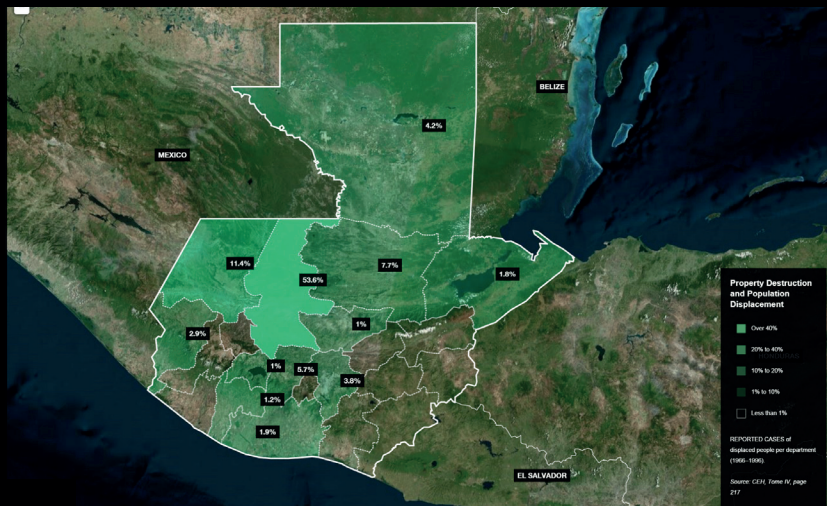 BELIZE
4.2%
MEXICO
11.4%
53.6%
7.7%
1.8%
1%
2.9%
1%
5.7%
3.8%
1.2%
1.9%
EL SALVADOR
Property Destruction
and Population
Displacement
Over 40%
20% to 40%
10% to 20%
1% to 10%
Less than 1%
REPORTED CASES of
displaced people per department
(1966–1996).
Source: CEH, Tome IV, page
217